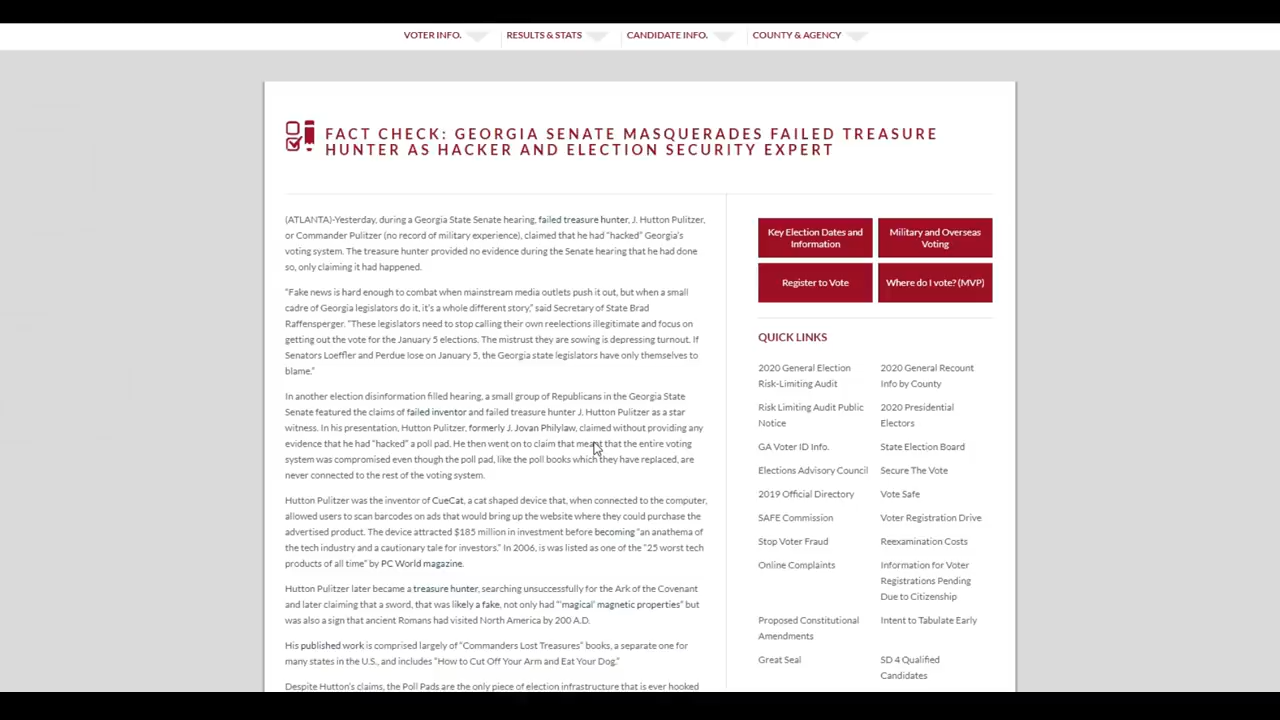 VOTER INFO.
RESULTS & STATS
CANDIDATE INFO.
COUNTY & AGENCY
FACT CHECK: GEORGIA SENATE MASQUERADES FAILED TREASURE
HUNTER AS HACKER AND ELECTION SECURITY EXPERT
(ATLANTA)-Yesterday, during a Georgia State Senate hearing, failed treasure hunter, J. Hutton Pulitzer,
or Commander Pulitzer (no record of military experience), claimed that he had “hacked” Georgia’s
voting system. The treasure hunter provided no evidence during the Senate hearing that he had done
so, only claiming it had happened.
“Fake news is hard enough to combat when mainstream media outlets push it out, but when a small
cadre of Georgia legislators do it, it’s a whole different story,” said Secretary of State Brad
Raffensperger. “These legislators need to stop calling their own reelections illegitimate and focus on
getting out the vote for the January 5 elections. The mistrust they are sowing is depressing turnout. If
Senators Loeffler and Perdue lose on January 5, the Georgia state legislators have only themselves to
blame.”
In another election disinformation filled hearing, a small group of Republicans in the Georgia State
Senate featured the claims of failed inventor and failed treasure hunter J. Hutton Pulitzer as a star
witness. In his presentation, Hutton Pulitzer, formerly J. Jovan Philylaw, claimed without providing any
evidence that he had “hacked” a poll pad. He then went on to claim that meant that the entire voting
system was compromised even though the poll pad, like the poll books which they have replaced, are
never connected to the rest of the voting system.
Hutton Pulitzer was the inventor of CueCat, a cat shaped device that, when connected to the computer,
allowed users to scan barcodes on ads that would bring up the website where they could purchase the
advertised product. The device attracted $185 million in investment before becoming “an anathema of
the tech industry and a cautionary tale for investors.” In 2006, is was listed as one of the “25 worst tech
products of all time” by PC World magazine.
Hutton Pulitzer later became a treasure hunter, searching unsuccessfully for the Ark of the Covenant
and later claiming that a sword, that was likely a fake, not only had “‘magical’ magnetic properties” but
was also a sign that ancient Romans had visited North America by 200 A.D.
His published work is comprised largely of “Commanders Lost Treasures” books, a separate one for
many states in the U.S., and includes “How to Cut Off Your Arm and Eat Your Dog.”
Despite Hutton’s claims, the Poll Pads are the only piece of election infrastructure that is ever hooked
Key Election Dates and
Information
Military and Overseas
Voting
Register to Vote
Where do I vote? (MVP)
QUICK LINKS
2020 General Election
Risk-Limiting Audit
2020 General Recount
Info by County
Risk Limiting Audit Public
Notice
2020 Presidential
Electors
GA Voter ID Info.
State Election Board
Elections Advisory Council
Secure The Vote
2019 Official Directory
Vote Safe
SAFE Commission
Voter Registration Drive
Stop Voter Fraud
Reexamination Costs
Online Complaints
Information for Voter
Registrations Pending
Due to Citizenship
Proposed Constitutional
Amendments
Intent to Tabulate Early
Great Seal
SD 4 Qualified
Candidates